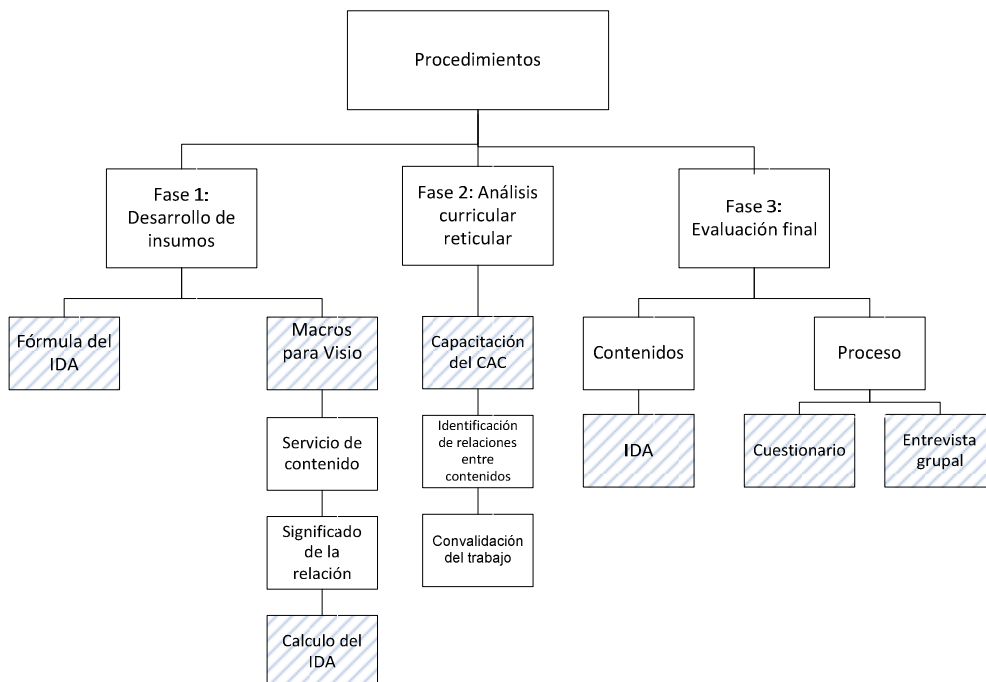 Procedimientos
Fase 1:
Desarrollo de
insumos
Fase 2: Análisis
curricular
reticular
Fase 3:
Evaluación final
Fórmula del
IDA
Macros
para Visio
Capacitación
del CAC
Contenidos
Proceso
Servicio de
contenido
Identificación
de relaciones
entre
contenidos
IDA
Cuestionario
Entrevista
grupal
Significado
de la
relación
Convalidación
del trabajo
Calculo del
IDA